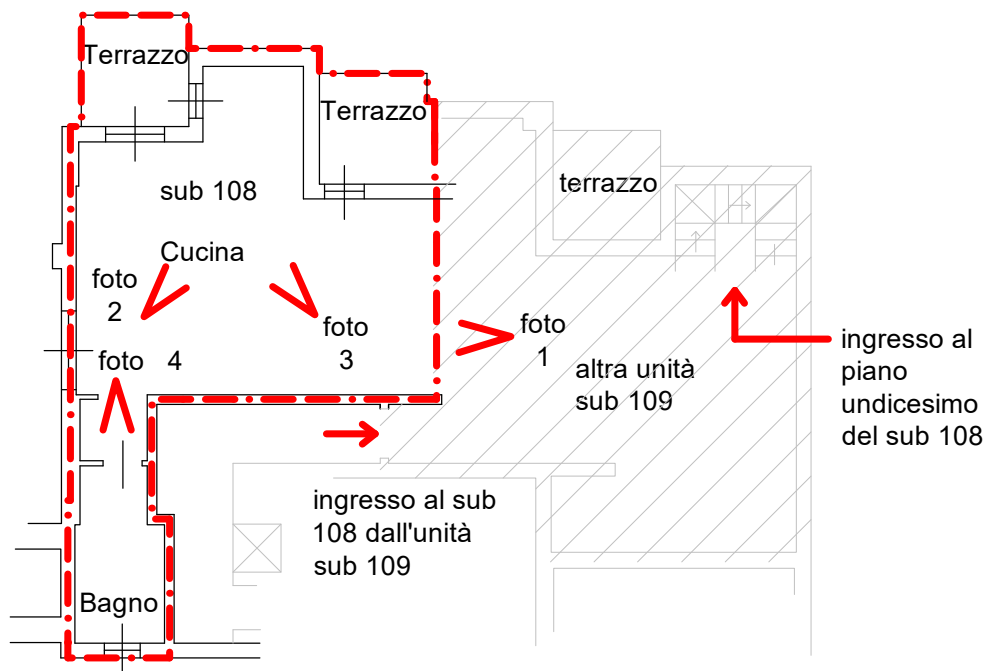 Terrazzo
Terrazzo
terrazzo
sub 108
Cucina
foto
2
foto
3
foto
1
foto 4
altra unità
sub 109
ingresso al
piano
undicesimo
del sub 108
ingresso al sub
108 dall'unità
sub 109
Bagno